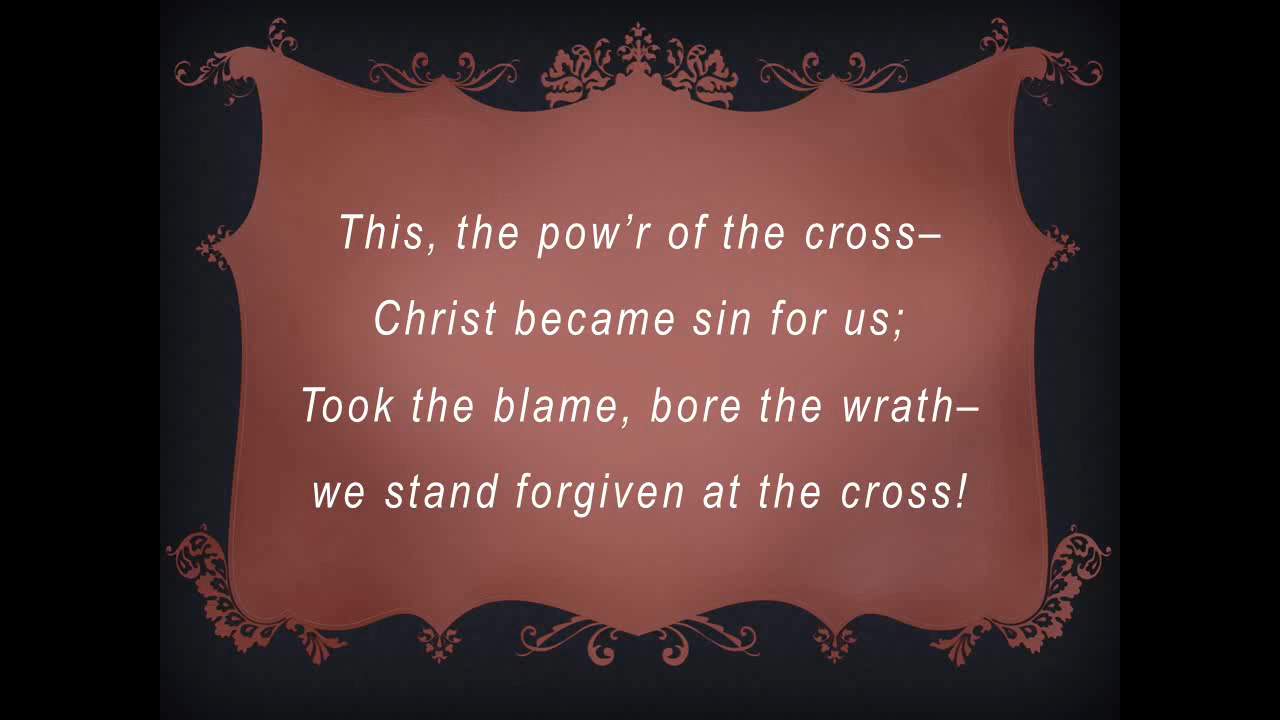 This, the pow’r of the cross–
Christ became sin for us;
Took the blame, bore the wrath–
we stand forgiven at the cross!